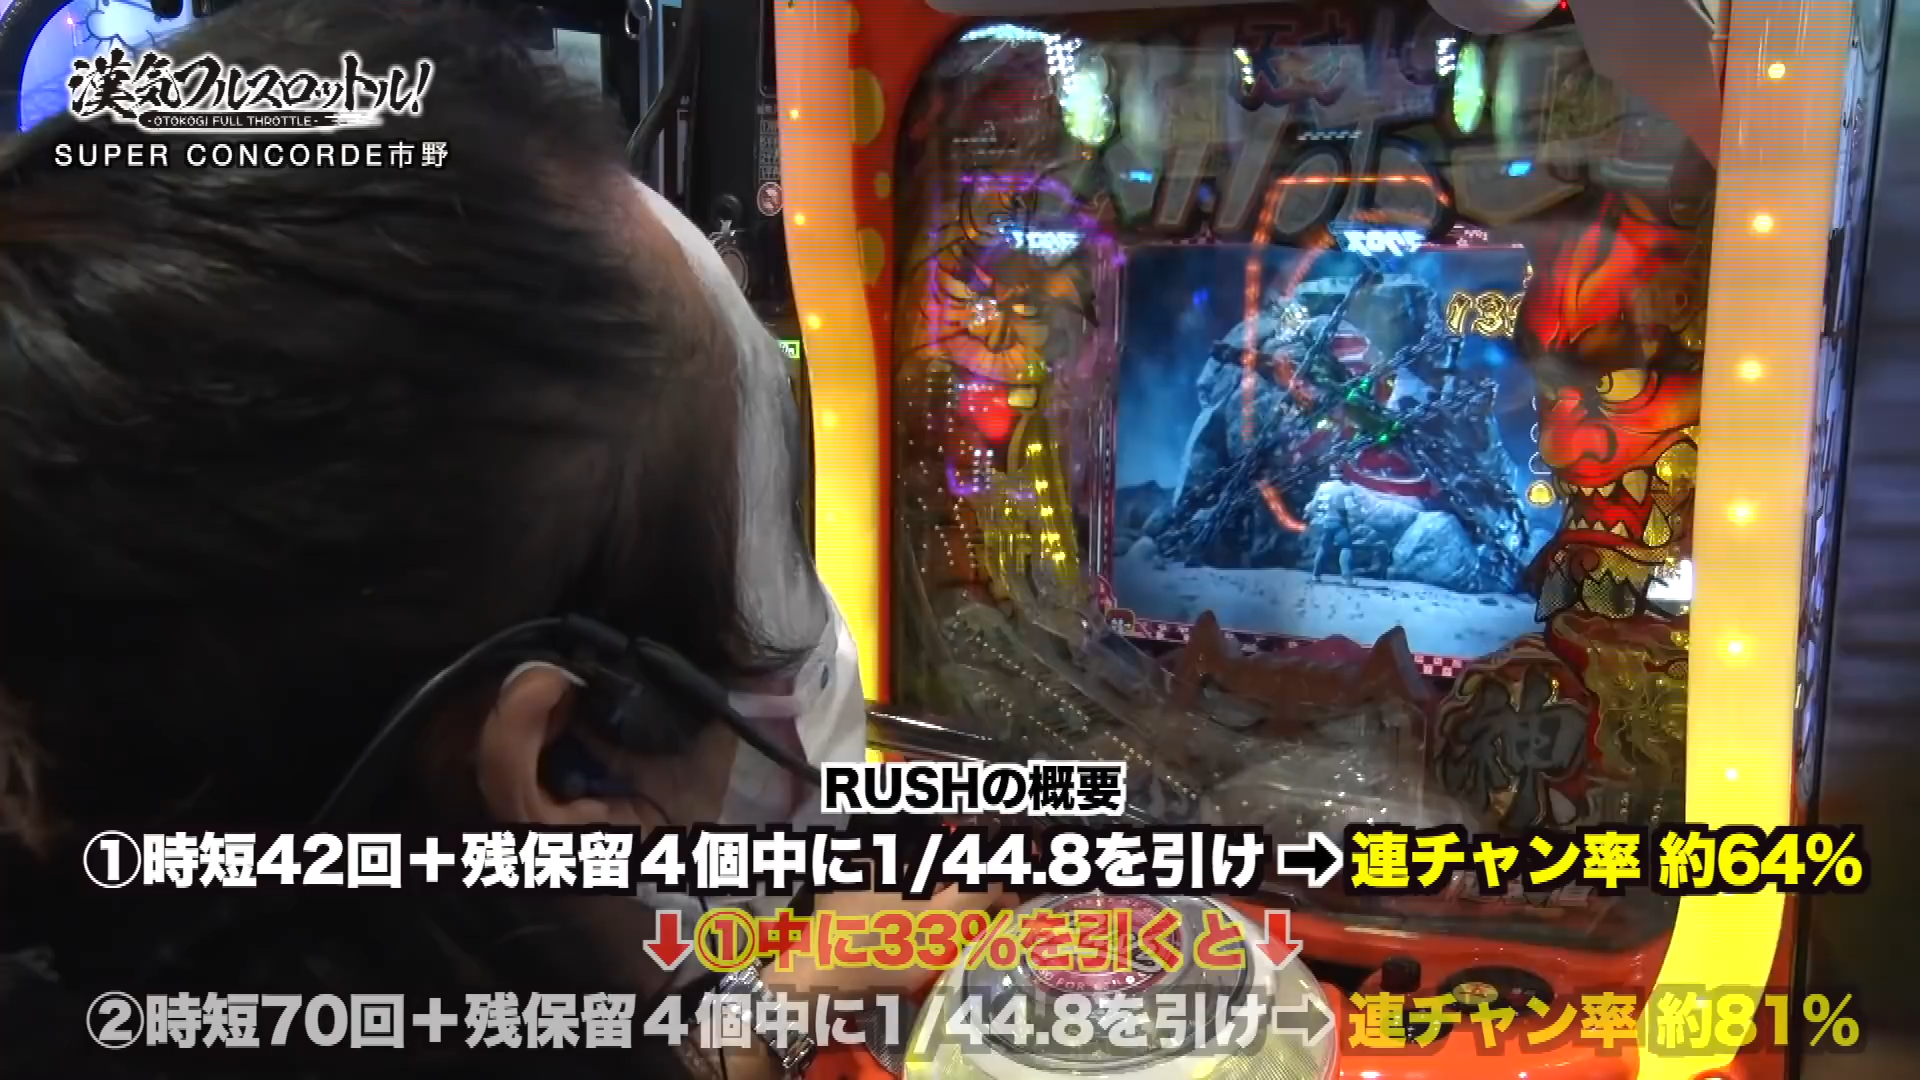 漢気フルスロットル!
-OTOKOGI FULL THROTTLE-
SUPER CONCORDE市野
神
RUSHの概要
①時短42回+残保留4個中に1/44.8を引け⇨連チャン率 約64%
↓①中に33%を引くと↓
②時短70回+残保留4個中に1/44.8を引け⇨連チャン率 約81%